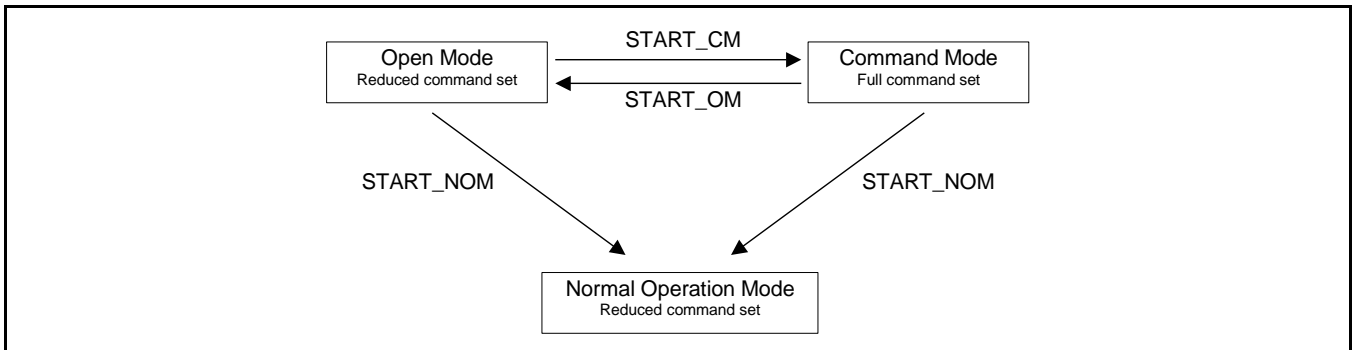 START_CM
Open Mode
Reduced command set
Command Mode
Full command set
START_OM
START_NOM
START_NOM
Normal Operation Mode
Reduced command set